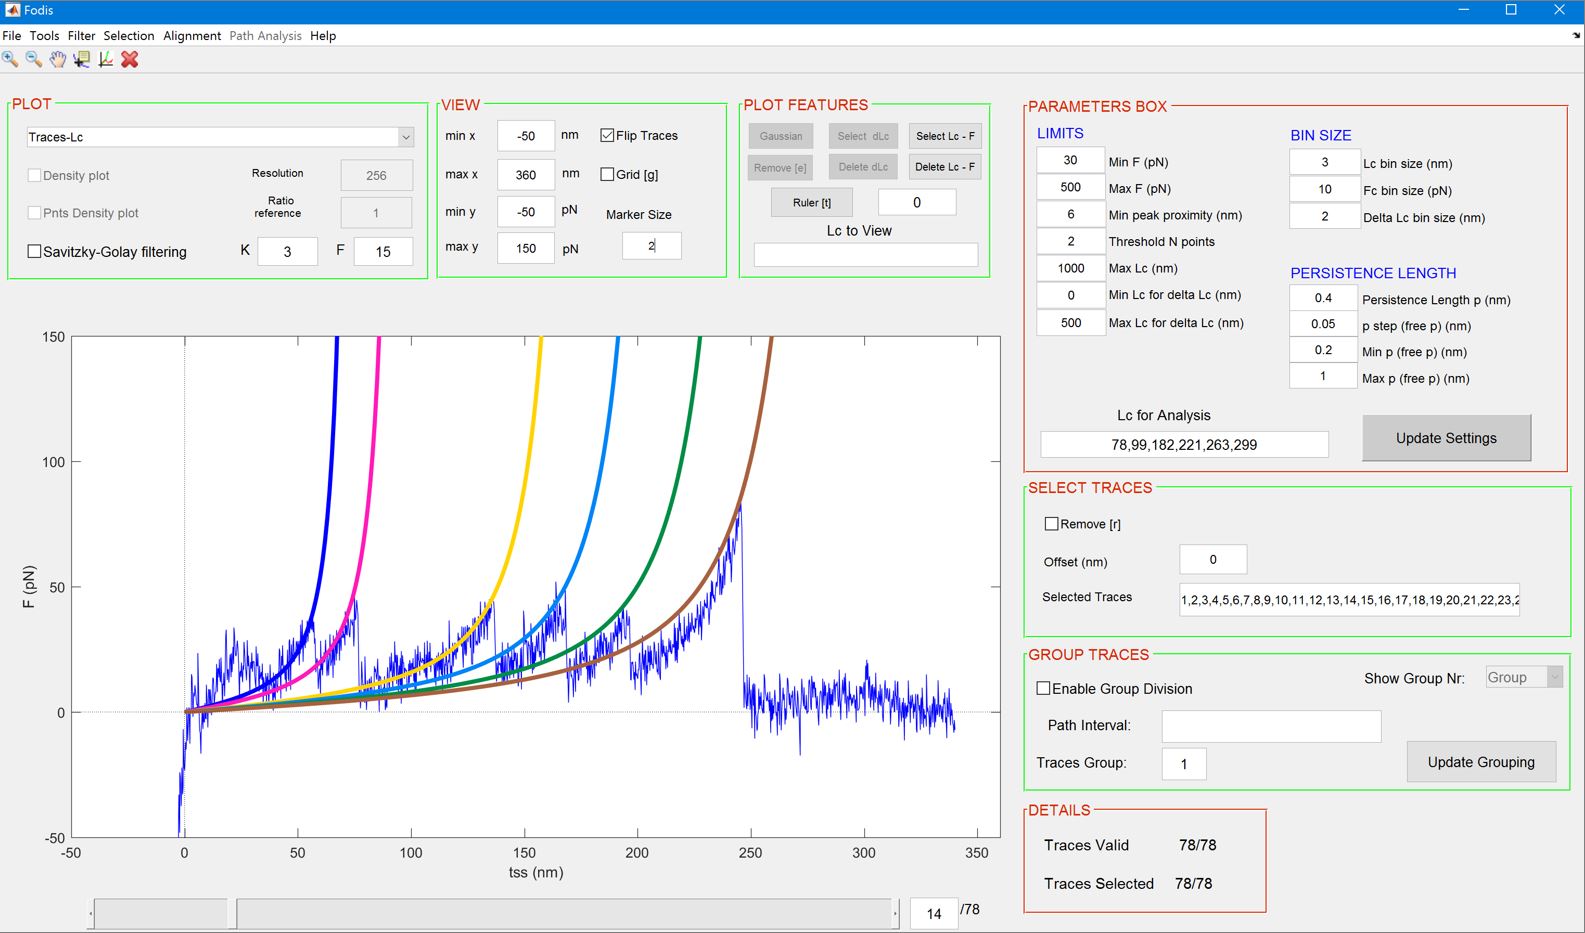 Fodis
File Tools Filter Selection Alignment Path Analysis Help
PLOT
Traces-Lc
Density plot
Resolution
256
Pnts Density plot
Ratio
reference
1
Savitzky-Golay filtering
K 3 F 15
VIEW
min x -50 nm
Flip Traces
max x 360 nm
Grid [g]
min y -50 pN
Marker Size
max y 150 pN
2
PLOT FEATURES
Gaussian Select dLc Select Lc - F
Remove [e] Delete dLc Delete Lc - F
Ruler [t] 0
Lc to View
PARAMETERS BOX
LIMITS
30 Min F (pN)
500 Max F (pN)
6 Min peak proximity (nm)
2 Threshold N points
1000 Max Lc (nm)
0 Min Lc for delta Lc (nm)
500 Max Lc for delta Lc (nm)
BIN SIZE
3 Lc bin size (nm)
10 Fc bin size (pN)
2 Delta Lc bin size (nm)
PERSISTENCE LENGTH
0.4 Persistence Length p (nm)
0.05 p step (free p) (nm)
0.2 Min p (free p) (nm)
1 Max p (free p) (nm)
Lc for Analysis
78,99,182,221,263,299
Update Settings
150
100
50
0
-50
F (pN)
-50 0 50 100 150 200 250 300 350
tss (nm)
14 /78
SELECT TRACES
Remove [r]
Offset (nm) 0
Selected Traces 1,2,3,4,5,6,7,8,9,10,11,12,13,14,15,16,17,18,19,20,21,22,23,2
GROUP TRACES
Enable Group Division
Show Group Nr: Group
Path Interval:
Traces Group: 1
Update Grouping
DETAILS
Traces Valid 78/78
Traces Selected 78/78